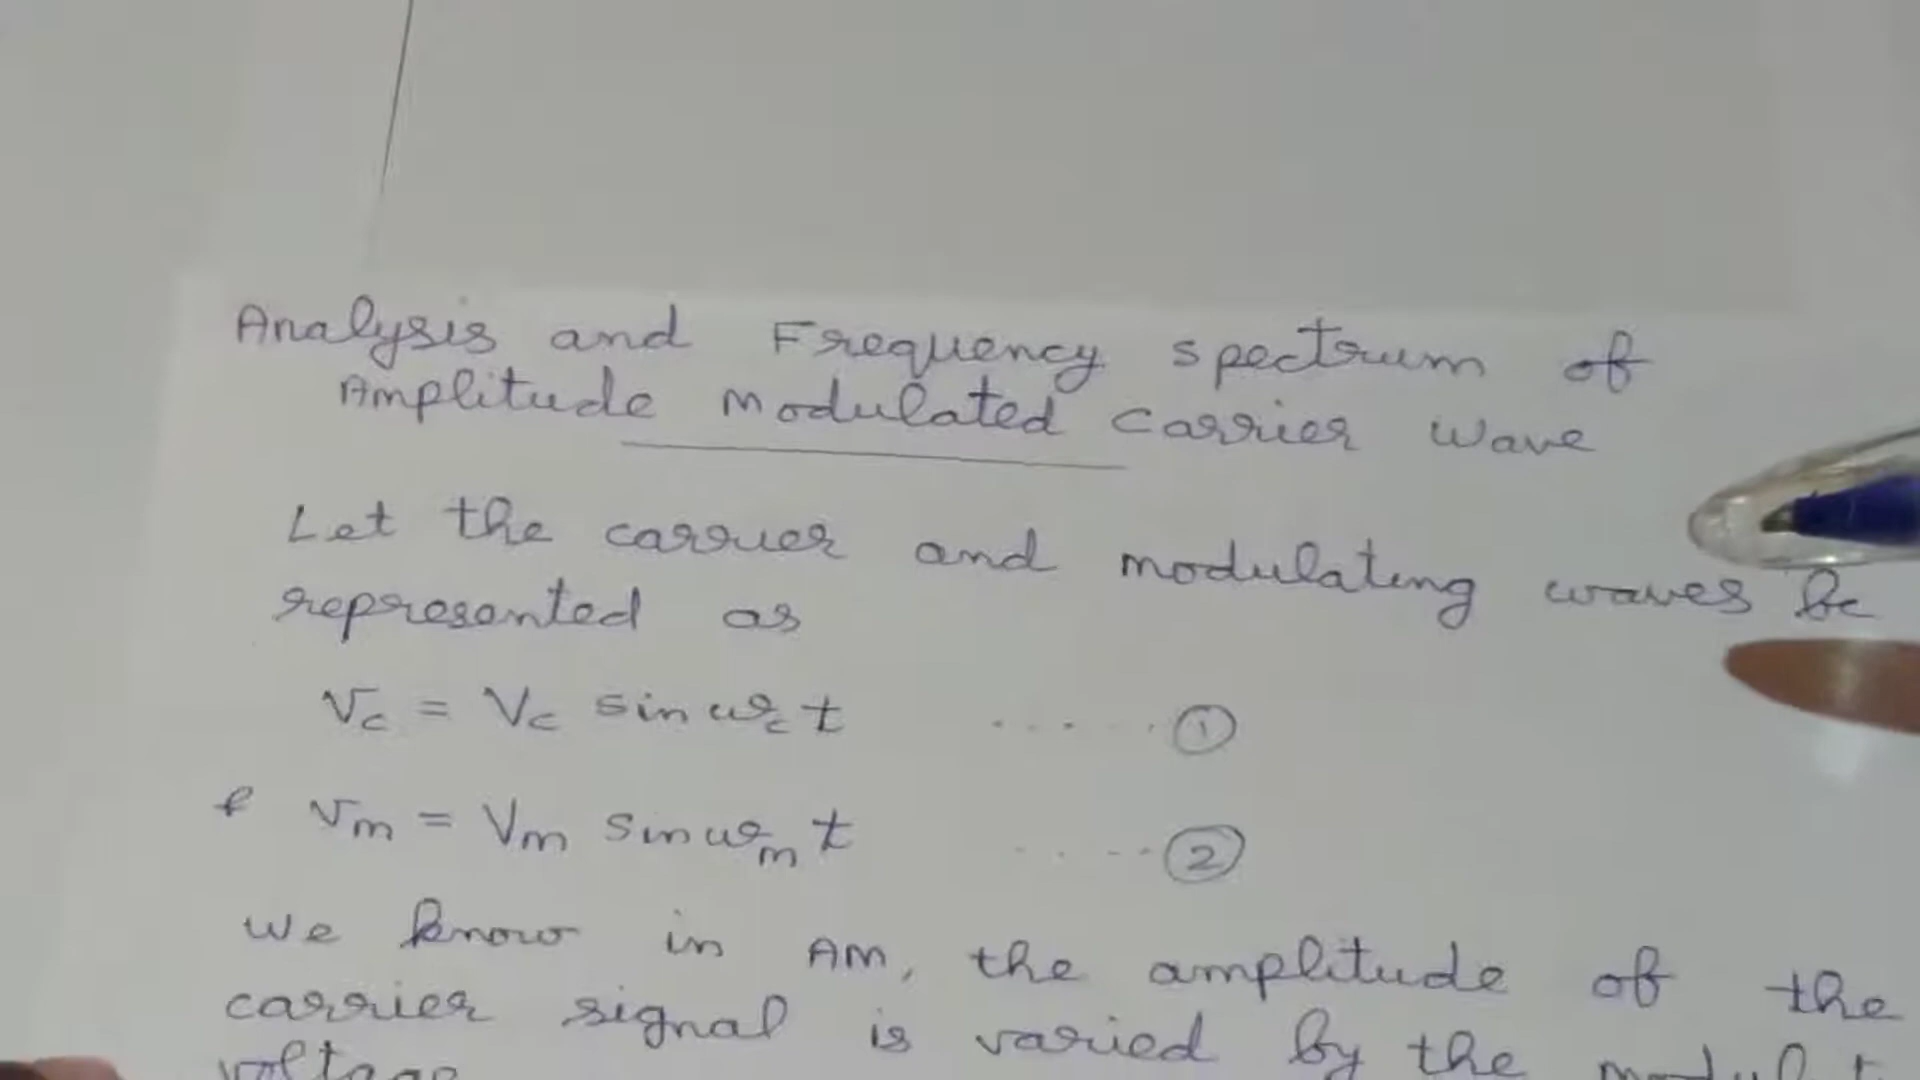 Analysis and Frequency spectrum of
Amplitude Modulated Carrier Wave
Let the carrier and modulating waves be
represented as
vc = Vc sin ωc t ..... ①
& vm = Vm sin ωm t ..... ②
We know in AM, the amplitude of the
carrier signal is varied by the
voltage